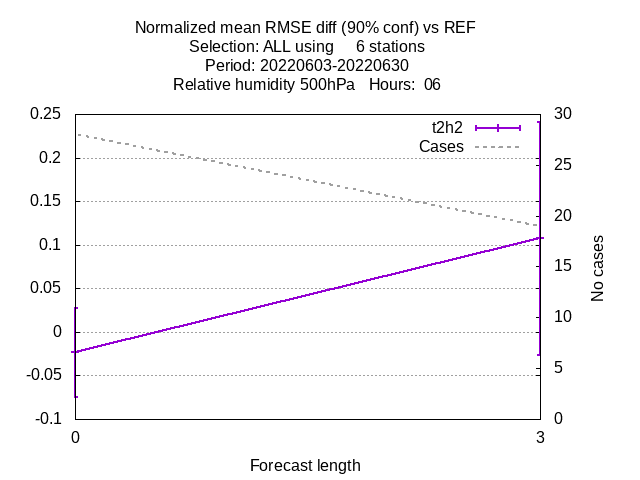 Normalized mean RMSE diff (90% conf) vs REF
Selection: ALL using     6 stations
Period: 20220603-20220630
Relative humidity 500hPa   Hours:  06
0.25
0.2
0.15
0.1
0.05
0
-0.05
-0.1
t2h2
Cases
30
25
20
15
10
5
0
No cases
0
3
Forecast length